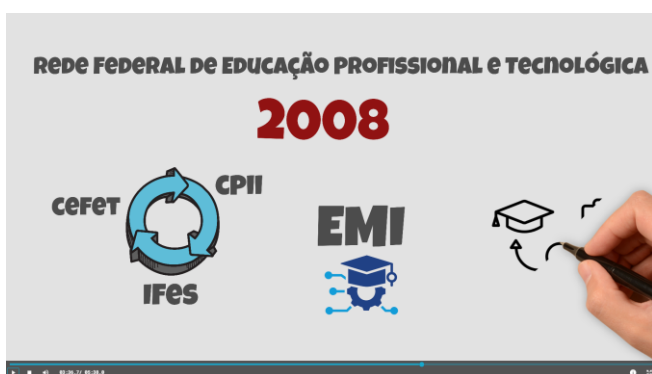 Rede Federal de Educação Profissional e Tecnológica
2008
CPII
CEFET
EMI
IFES